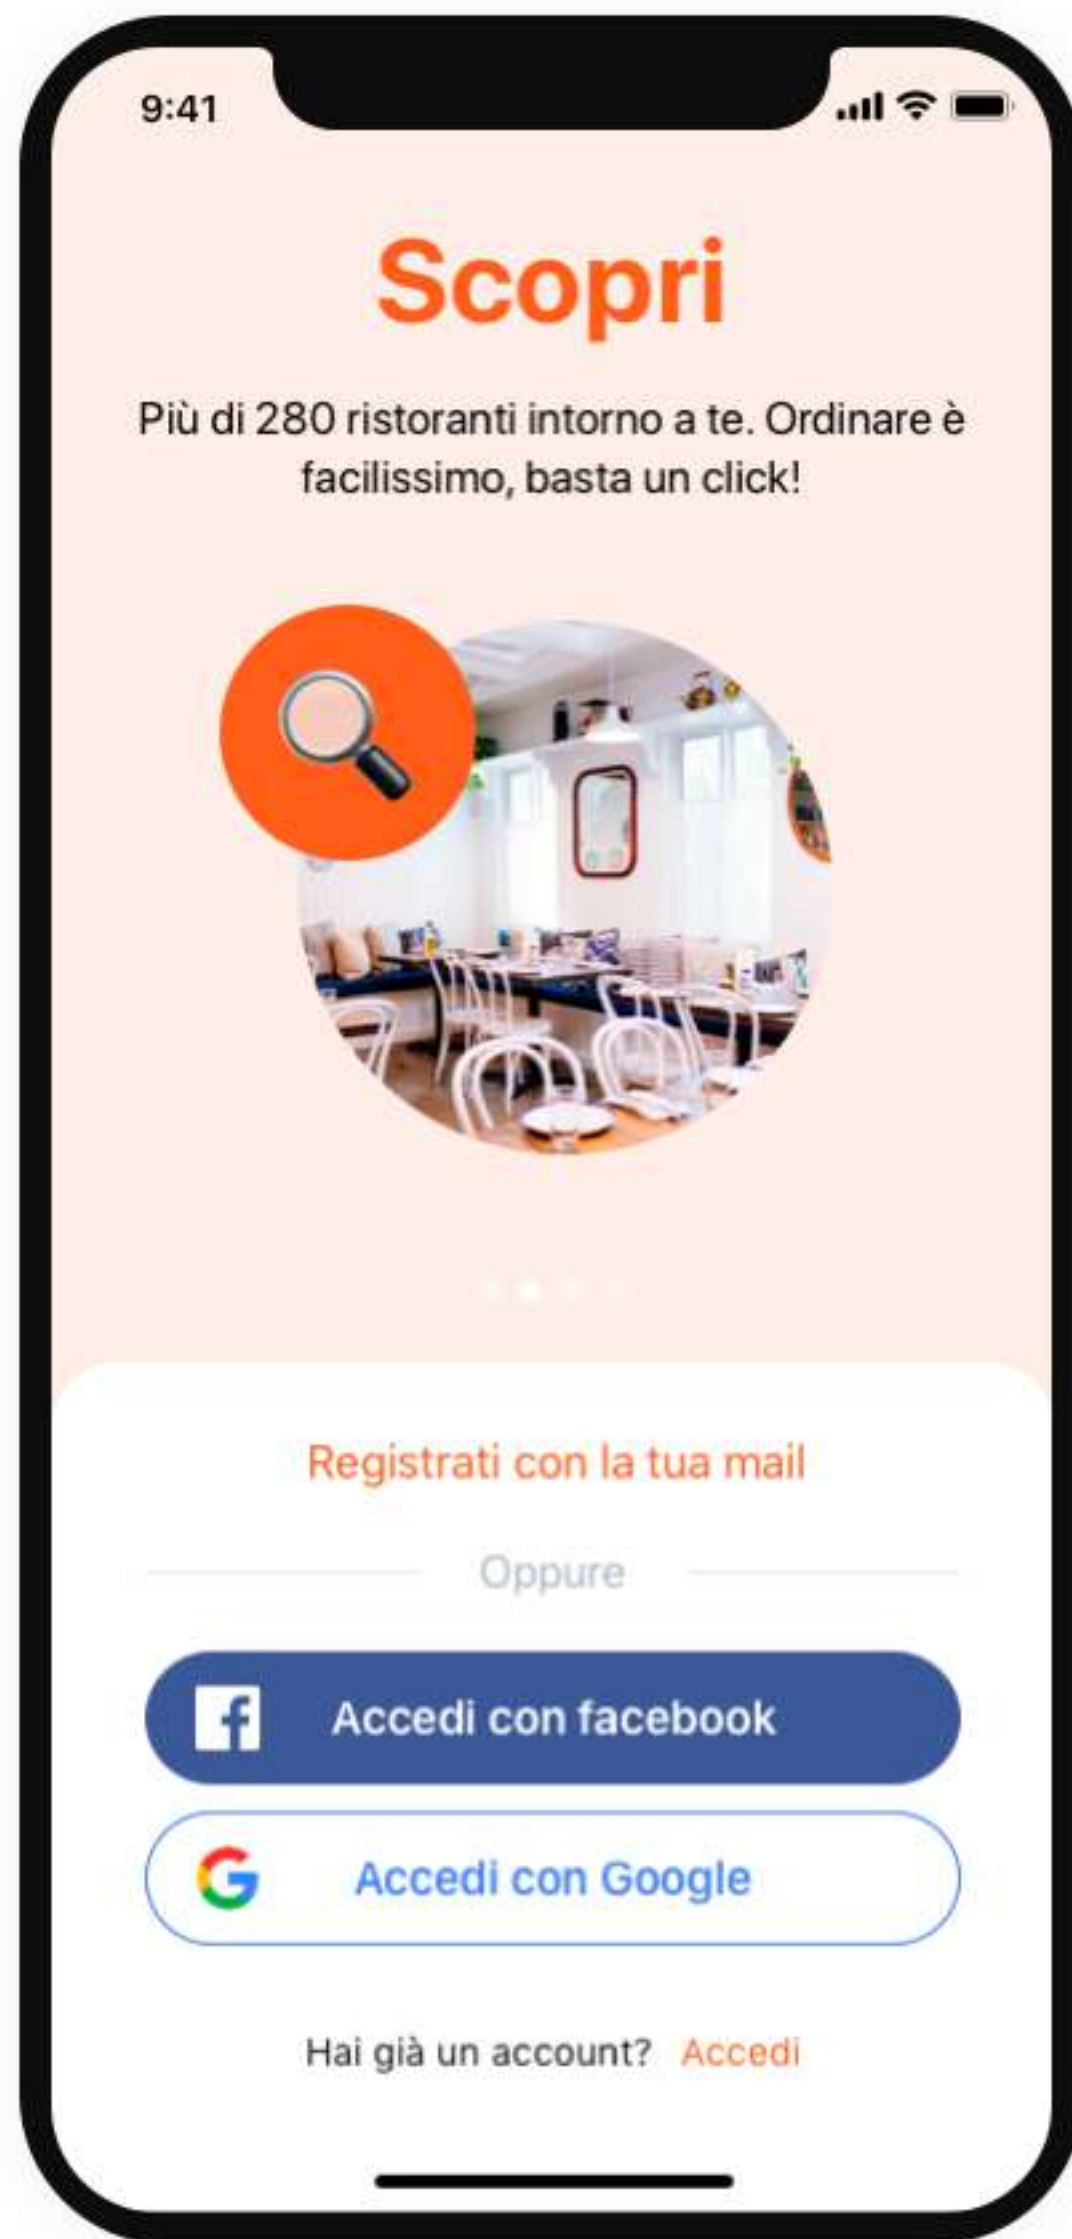 9:41
Scopri
Più di 280 ristoranti intorno a te. Ordinare è
facilissimo, basta un click!
Registrati con la tua mail
Oppure
f Accedi con facebook
G Accedi con Google
Hai già un account? Accedi